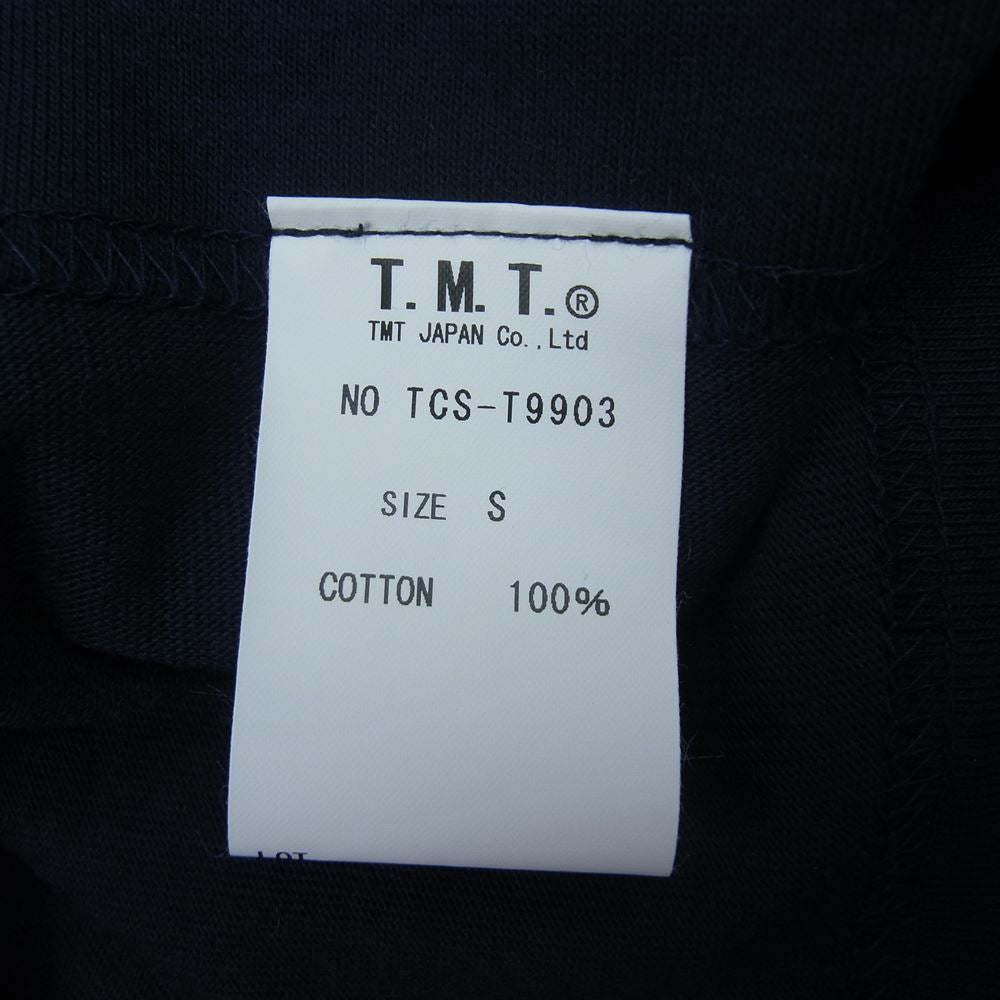 T.M.T.®
TMT JAPAN Co.,Ltd
NO TCS-T9903
SIZE S
COTTON 100%